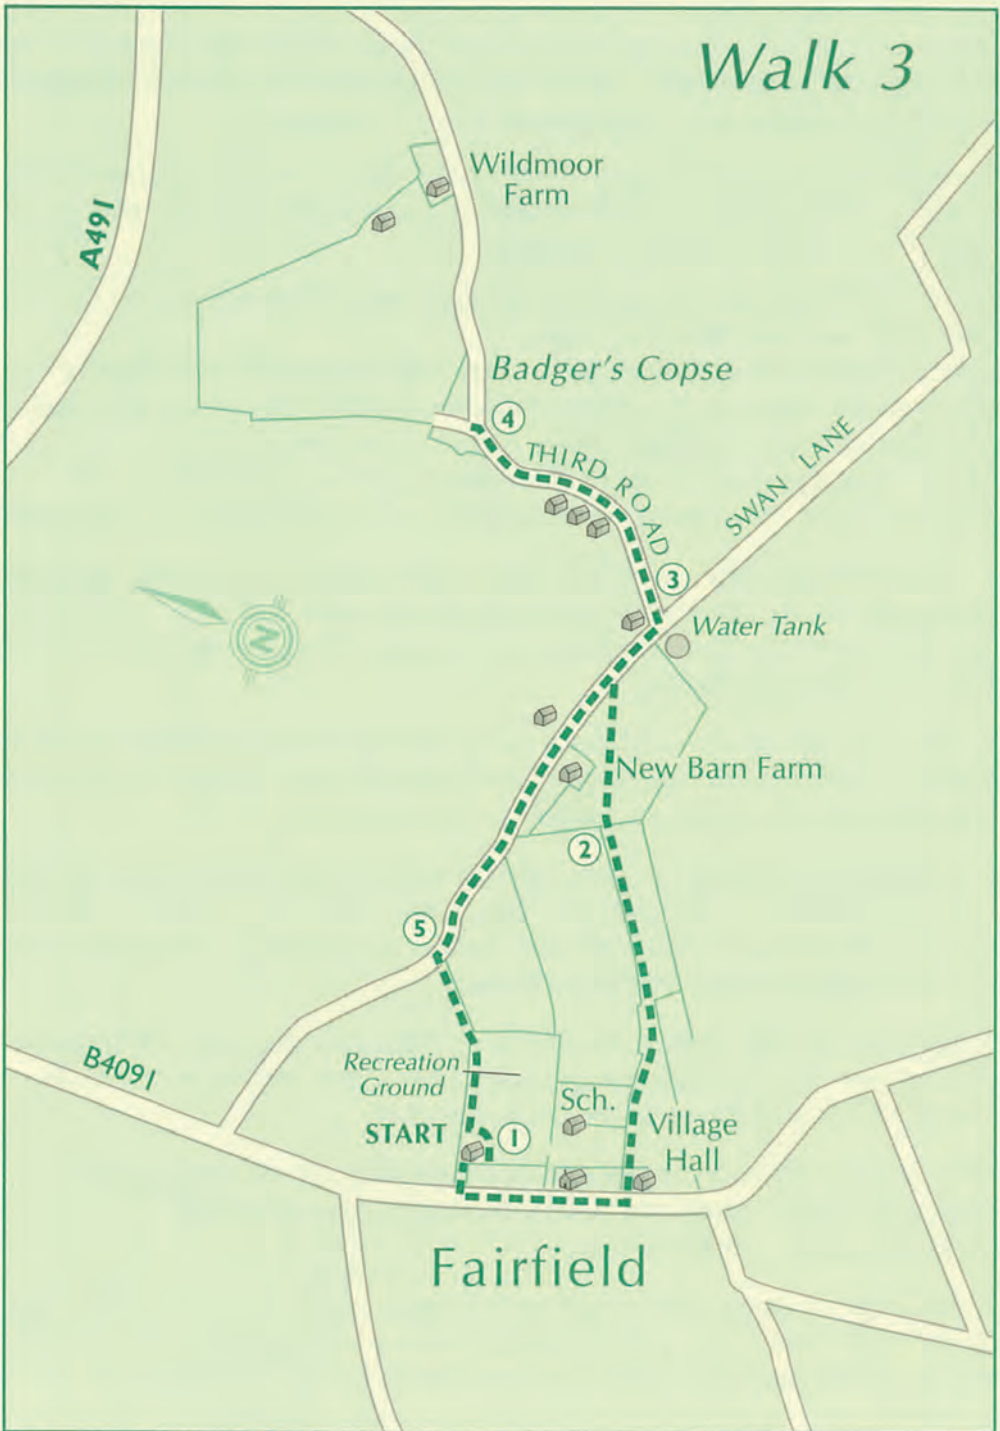 Walk 3
Wildmoor
Farm
A491
Badger's Copse
4
THIRD ROAD
SWAN LANE
3
Water Tank
N
New Barn Farm
2
5
B4091
Recreation
Ground
Sch.
START
1
Village
Hall
Fairfield